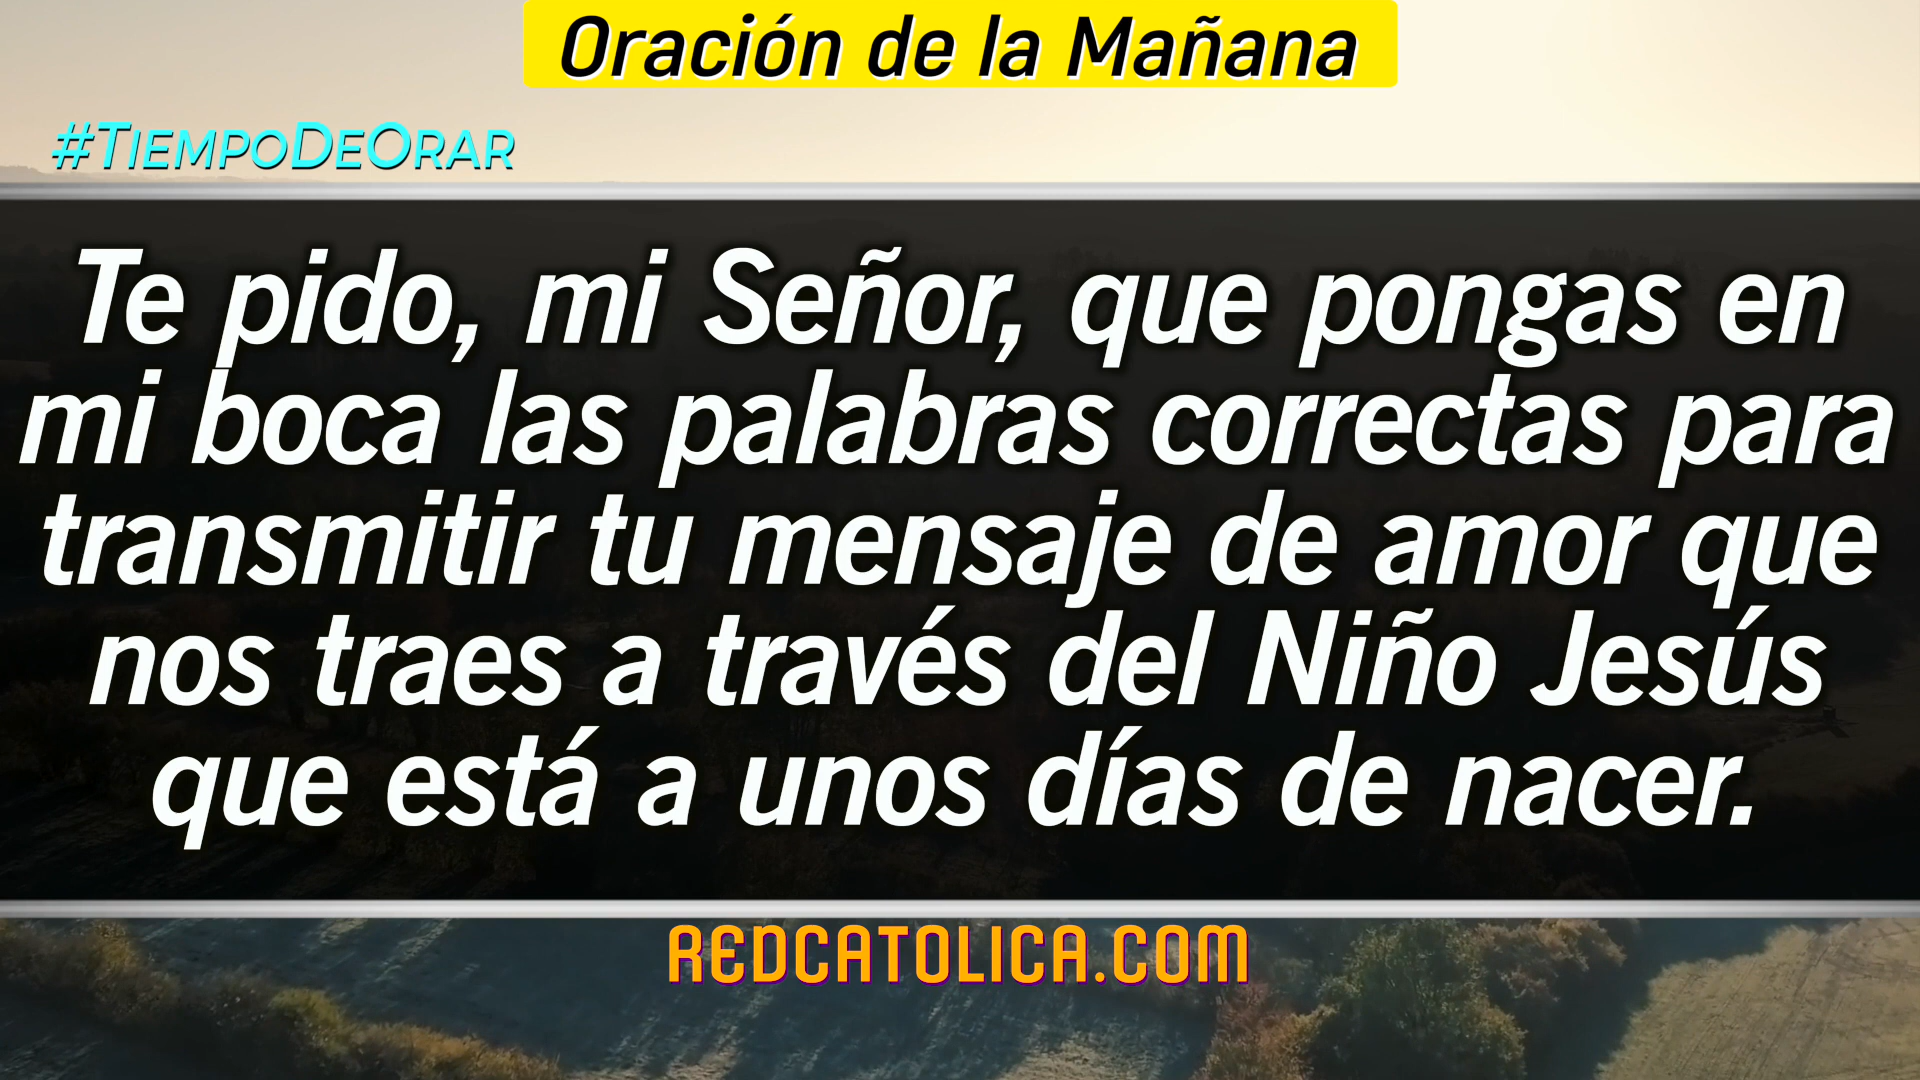 Oración de la Mañana
#TiempoDeOrar
Te pido, mi Señor, que pongas en
mi boca las palabras correctas para
transmitir tu mensaje de amor que
nos traes a través del Niño Jesús
que está a unos días de nacer.
REDCATOLICA.COM